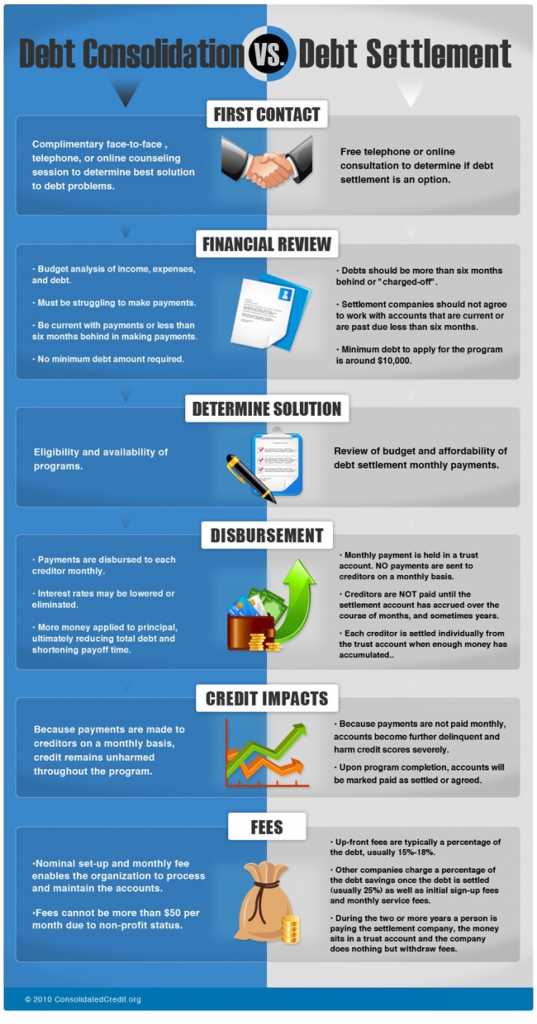 Debt Consolidation VS. Debt Settlement
FIRST CONTACT
Complimentary face-to-face ,
telephone, or online counseling
session to determine best solution
to debt problems.
Free telephone or online
consultation to determine if debt
settlement is an option.
FINANCIAL REVIEW
· Budget analysis of income, expenses,
and debt.
· Must be struggling to make payments.
· Be current with payments or less than
six months behind in making payments.
· No minimum debt amount required.
· Debts should be more than six months
behind or "charged-off".
· Settlement companies should not agree
to work with accounts that are current or
are past due less than six months.
· Minimum debt to apply for the program
is around $10,000.
DETERMINE SOLUTION
Eligibility and availability of
programs.
Review of budget and affordability of
debt settlement monthly payments.
DISBURSEMENT
· Payments are disbursed to each
creditor monthly.
· Interest rates may be lowered or
eliminated.
· More money applied to principal,
ultimately reducing total debt and
shortening payoff time.
· Monthly payment is held in a trust
account. NO payments are sent to
creditors on a monthly basis.
· Creditors are NOT paid until the
settlement account has accrued over the
course of months, and sometimes years.
· Each creditor is settled individually from
the trust account when enough money has
accumulated..
CREDIT IMPACTS
Because payments are made to
creditors on a monthly basis,
credit remains unharmed
throughout the program.
· Because payments are not paid monthly,
accounts become further delinquent and
harm credit scores severely.
· Upon program completion, accounts will
be marked paid as settled or agreed.
FEES
·Nominal set-up and monthly fee
enables the organization to process
and maintain the accounts.
·Fees cannot be more than $50 per
month due to non-profit status.
· Up-front fees are typically a percentage of
the debt, usually 15%-18%.
· Other companies charge a percentage of
the debt savings once the debt is settled
(usually 25%) as well as initial sign-up fees
and monthly service fees.
· During the two or more years a person is
paying the settlement company, the money
sits in a trust account and the company
does nothing but withdraw fees.
© 2010 ConsolidatedCredit.org